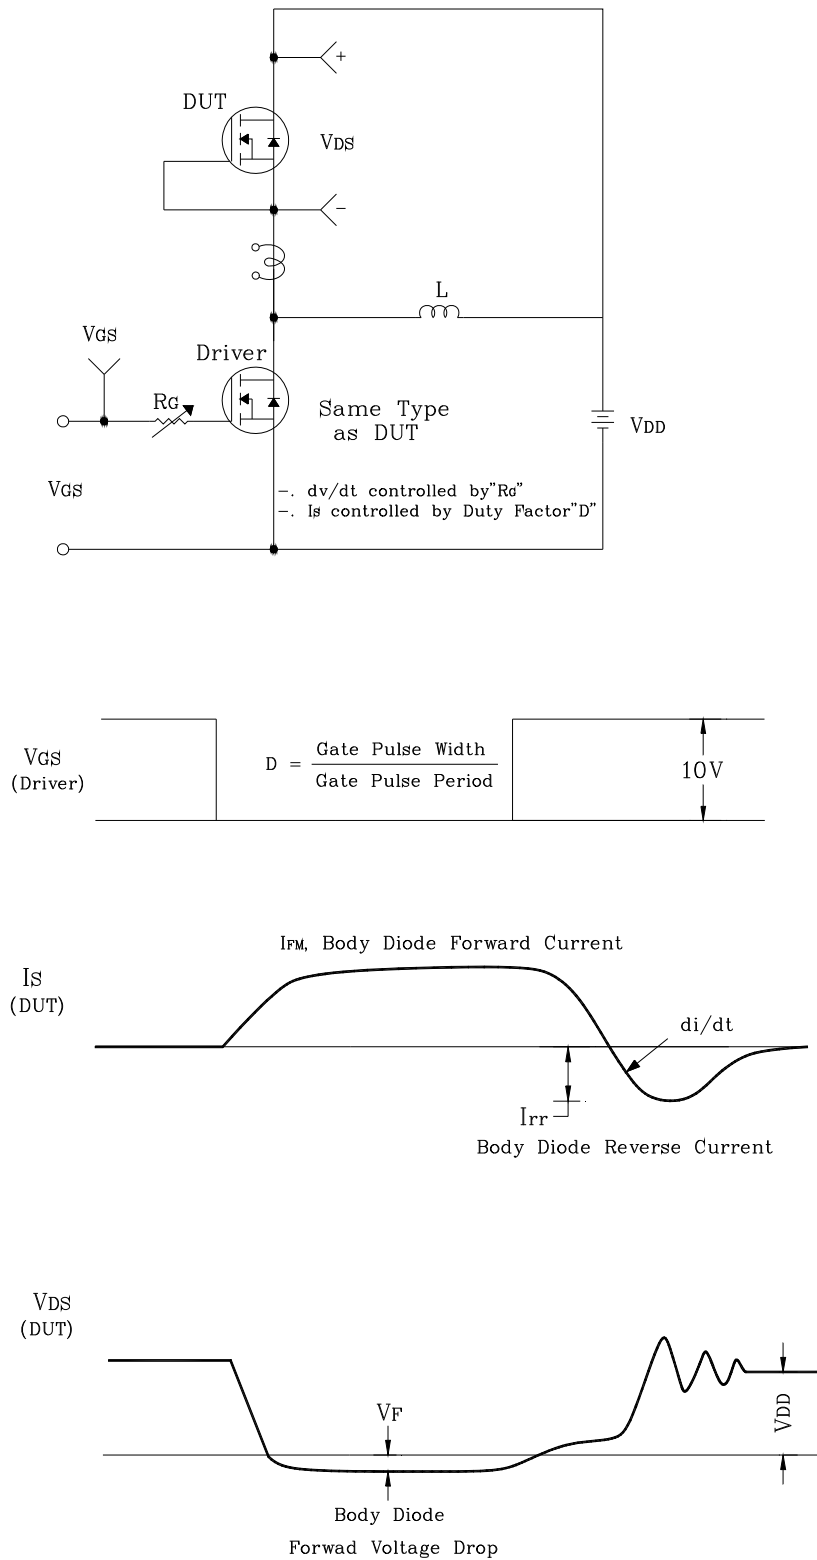 +
DUT
VDS
−
L
VGS
Driver
RG
Same Type
as DUT
VDD
VGS
−. dv/dt controlled by"RG"
−. IS controlled by Duty Factor"D"
VGS
(Driver)
D = Gate Pulse Width
Gate Pulse Period
10V
IFM, Body Diode Forward Current
IS
(DUT)
di/dt
Irr
Body Diode Reverse Current
VDS
(DUT)
VF
VDD
Body Diode
Forwad Voltage Drop